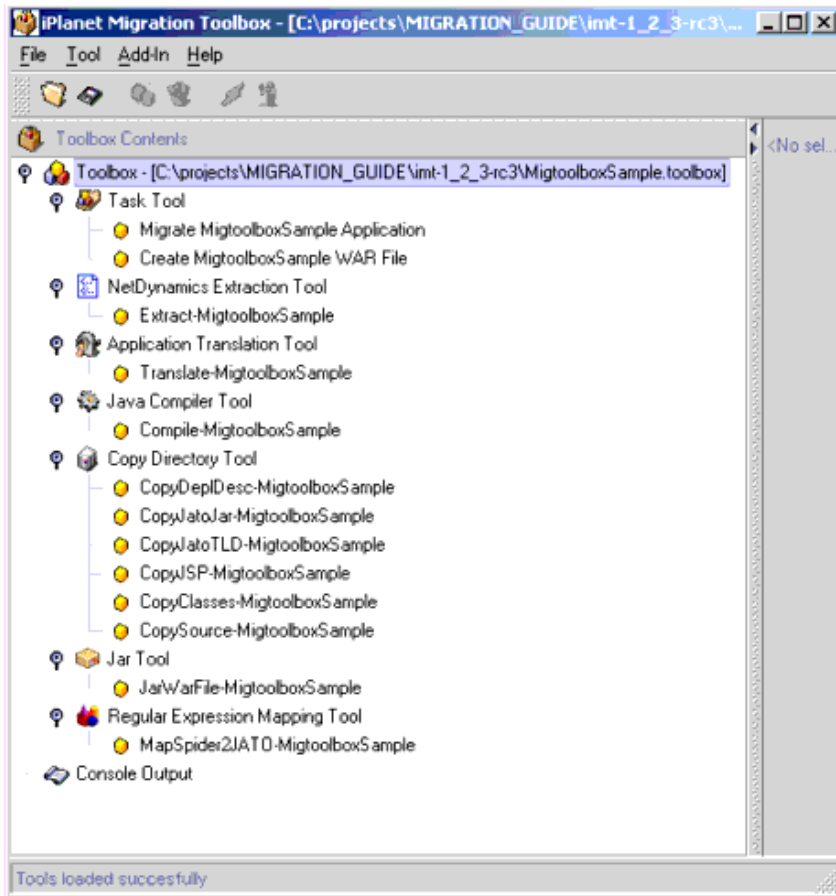 iPlanet Migration Toolbox - [C:\projects\MIGRATION_GUIDE\imt-1_2_3-rc3\...
File Tool Add-In Help
Toolbox Contents
<No sel...
Toolbox - [C:\projects\MIGRATION_GUIDE\imt-1_2_3-rc3\MigtoolboxSample.toolbox]
Task Tool
Migrate MigtoolboxSample Application
Create MigtoolboxSample WAR File
NetDynamics Extraction Tool
Extract-MigtoolboxSample
Application Translation Tool
Translate-MigtoolboxSample
Java Compiler Tool
Compile-MigtoolboxSample
Copy Directory Tool
CopyDeplDesc-MigtoolboxSample
CopyJatoJar-MigtoolboxSample
CopyJatoTLD-MigtoolboxSample
CopyJSP-MigtoolboxSample
CopyClasses-MigtoolboxSample
CopySource-MigtoolboxSample
Jar Tool
JarWarFile-MigtoolboxSample
Regular Expression Mapping Tool
MapSpider2JATO-MigtoolboxSample
Console Output
Tools loaded succesfully